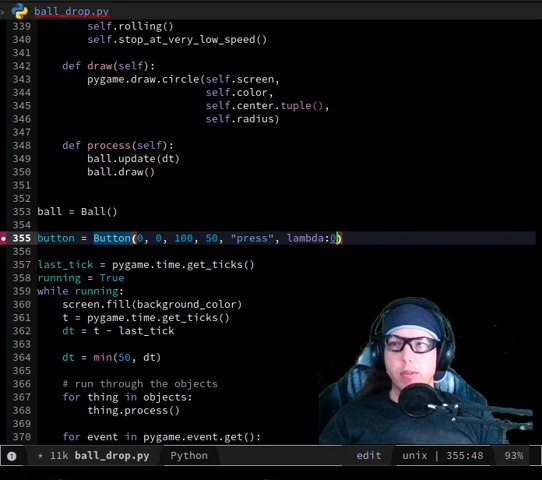 ball_drop.py
339 self.rolling()
340 self.stop_at_very_low_speed()
341
342 def draw(self):
343 pygame.draw.circle(self.screen,
344 self.color,
345 self.center.tuple(),
346 self.radius)
347
348 def process(self):
349 ball.update(dt)
350 ball.draw()
351
352
353 ball = Ball()
354
355 button = Button(0, 0, 100, 50, "press", lambda:0)
356
357 last_tick = pygame.time.get_ticks()
358 running = True
359 while running:
360 screen.fill(background_color)
361 t = pygame.time.get_ticks()
362 dt = t - last_tick
363
364 dt = min(50, dt)
365
366 # run through the objects
367 for thing in objects:
368 thing.process()
369
370 for event in pygame.event.get():
* 11k ball_drop.py Python edit unix | 355:48 93%